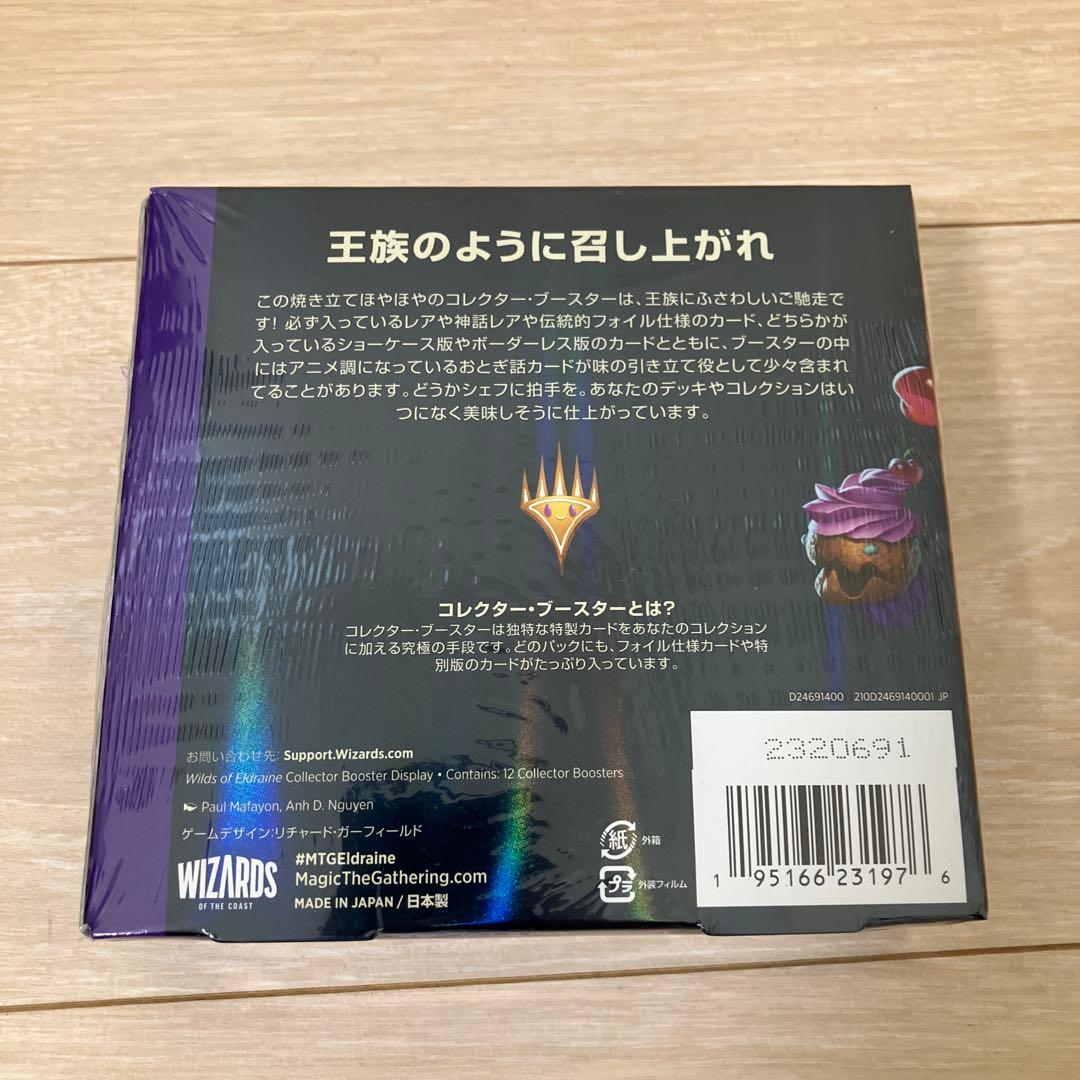 王族のように召し上がれ
この焼き立てほやほやのコレクター・ブースターは、王族にふさわしいご馳走で
す! 必ず入っているレアや神話レアや伝統的フォイル仕様のカード、どちらかが
入っているショーケース版やボーダーレス版のカードとともに、ブースターの中
にはアニメ調になっているおとぎ話カードが味の引き立て役として少々含まれ
てることがあります。どうかシェフに拍手を。あなたのデッキやコレクションはい
つになく美味しそうに仕上がっています。
コレクター・ブースターとは?
コレクター・ブースターは独特な特製カードをあなたのコレクション
に加える究極の手段です。どのパックにも、フォイル仕様カードや特
別版のカードがたっぷり入っています。
D24691400 210D2469140001 JP
2320691
お問い合わせ先: Support.Wizards.com
Wilds of Eldraine Collector Booster Display • Contains: 12 Collector Boosters
Paul Mafayon, Anh D. Nguyen
ゲームデザイン:リチャード・ガーフィールド
紙 外箱
プラ 外装フィルム
1 95166 23197 6
WIZARDS
OF THE COAST
#MTGEldraine
MagicTheGathering.com
MADE IN JAPAN / 日本製